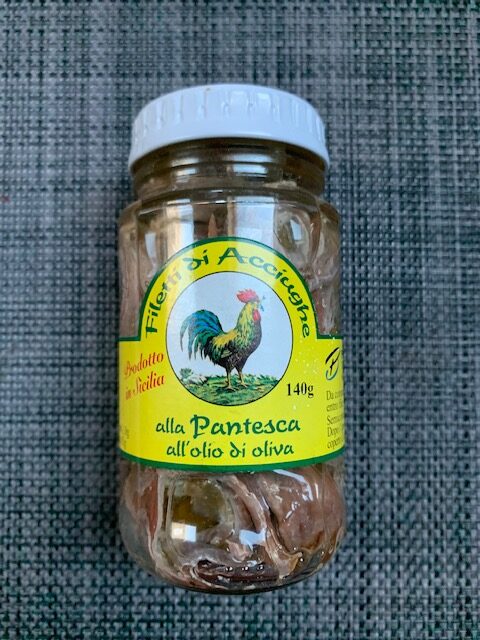 Filetti di Acciughe
Prodotto
in Sicilia
140g
alla Pantesca
all'olio di oliva